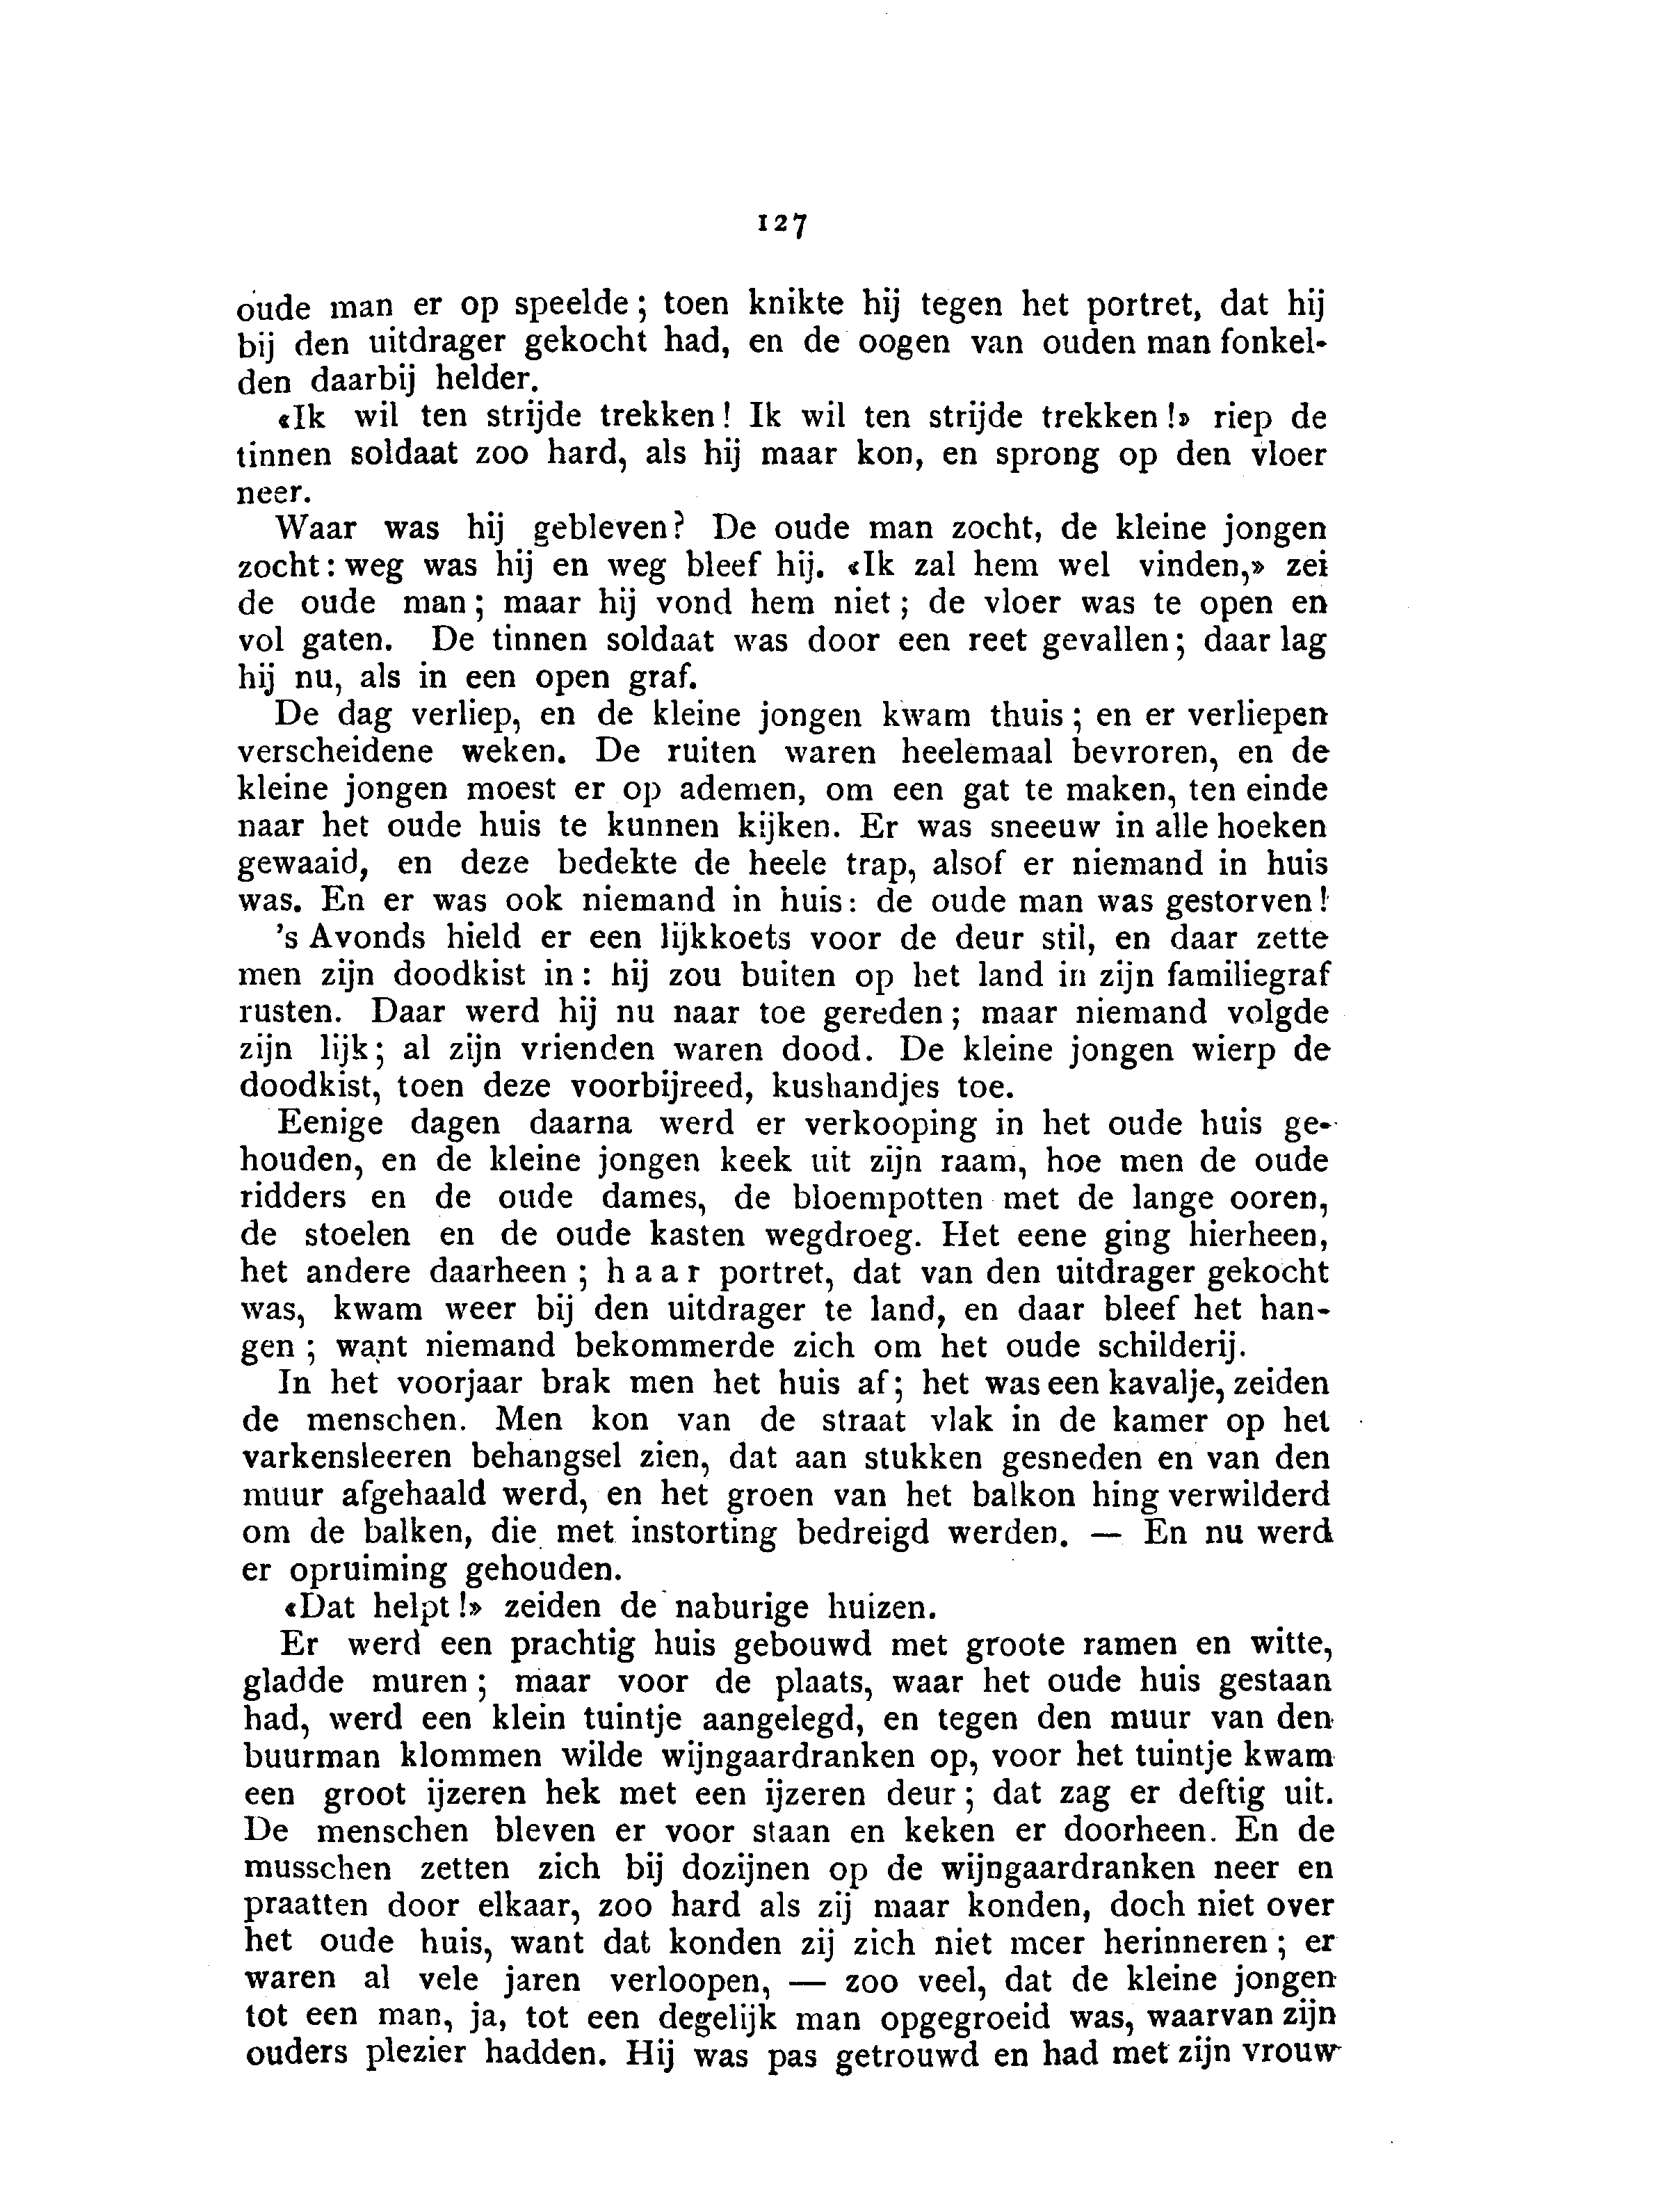 127
oude man er op speelde; toen knikte hij tegen het portret, dat hij
bij den uitdrager gekocht had, en de oogen van ouden man fonkel-
den daarbij helder.
«Ik wil ten strijde trekken! Ik wil ten strijde trekken!» riep de
tinnen soldaat zoo hard, als hij maar kon, en sprong op den vloer
neer.
Waar was hij gebleven? De oude man zocht, de kleine jongen
zocht: weg was hij en weg bleef hij. «Ik zal hem wel vinden,» zei
de oude man; maar hij vond hem niet; de vloer was te open en
vol gaten. De tinnen soldaat was door een reet gevallen; daar lag
hij nu, als in een open graf.
De dag verliep, en de kleine jongen kwam thuis; en er verliepen
verscheidene weken. De ruiten waren heelemaal bevroren, en de
kleine jongen moest er op ademen, om een gat te maken, ten einde
naar het oude huis te kunnen kijken. Er was sneeuw in alle hoeken
gewaaid, en deze bedekte de heele trap, alsof er niemand in huis
was. En er was ook niemand in huis: de oude man was gestorven!
's Avonds hield er een lijkkoets voor de deur stil, en daar zette
men zijn doodkist in: hij zou buiten op het land in zijn familiegraf
rusten. Daar werd hij nu naar toe gereden; maar niemand volgde
zijn lijk; al zijn vrienden waren dood. De kleine jongen wierp de
doodkist, toen deze voorbijreed, kushandjes toe.
Eenige dagen daarna werd er verkooping in het oude huis ge-
houden, en de kleine jongen keek uit zijn raam, hoe men de oude
ridders en de oude dames, de bloempotten met de lange ooren,
de stoelen en de oude kasten wegdroeg. Het eene ging hierheen,
het andere daarheen; haar portret, dat van den uitdrager gekocht
was, kwam weer bij den uitdrager te land, en daar bleef het han-
gen; want niemand bekommerde zich om het oude schilderij.
In het voorjaar brak men het huis af; het was een kavalje, zeiden
de menschen. Men kon van de straat vlak in de kamer op het
varkensleeren behangsel zien, dat aan stukken gesneden en van den
muur afgehaald werd, en het groen van het balkon hing verwilderd
om de balken, die met instorting bedreigd werden. — En nu werd
er opruiming gehouden.
«Dat helpt!» zeiden de naburige huizen.
Er werd een prachtig huis gebouwd met groote ramen en witte,
gladde muren; maar voor de plaats, waar het oude huis gestaan
had, werd een klein tuintje aangelegd, en tegen den muur van den
buurman klommen wilde wijngaardranken op, voor het tuintje kwam
een groot ijzeren hek met een ijzeren deur; dat zag er deftig uit.
De menschen bleven er voor staan en keken er doorheen. En de
musschen zetten zich bij dozijnen op de wijngaardranken neer en
praatten door elkaar, zoo hard als zij maar konden, doch niet over
het oude huis, want dat konden zij zich niet meer herinneren; er
waren al vele jaren verloopen, — zoo veel, dat de kleine jongen
tot een man, ja, tot een degelijk man opgegroeid was, waarvan zijn
ouders plezier hadden. Hij was pas getrouwd en had met zijn vrouw